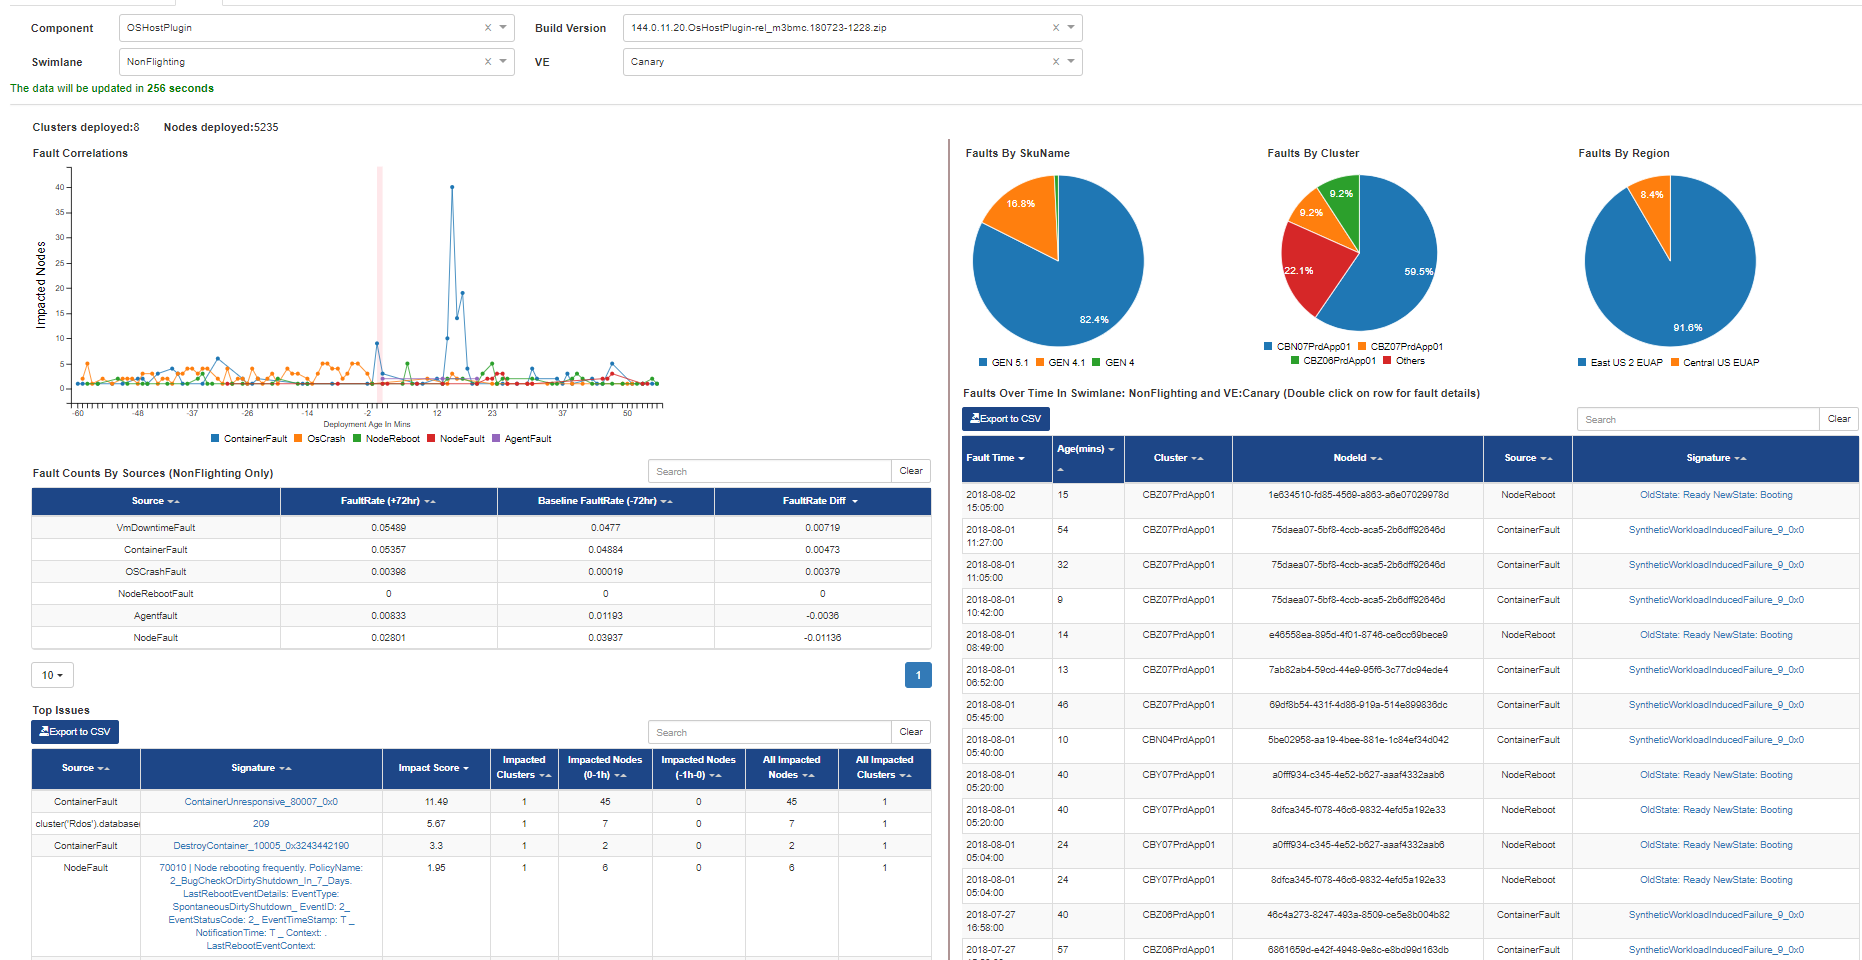 Component OSHostPlugin x Build Version 144.0.11.20.OsHostPlugin-rel_m3bmc.180723-1228.zip x
Swimlane NonFlighting x VE Canary x
The data will be updated in 256 seconds
Clusters deployed:8 Nodes deployed:5235
Fault Correlations
Impacted Nodes
40
35
30
25
20
15
10
5
0
-60 -48 -37 -26 -14 -2 12 23 37 50
Deployment Age In Mins
ContainerFault OsCrash NodeReboot NodeFault AgentFault
Fault Counts By Sources (NonFlighting Only) Search Clear
Source FaultRate (+72hr) Baseline FaultRate (-72hr) FaultRate Diff
VmDowntimeFault 0.05489 0.0477 0.00719
ContainerFault 0.05357 0.04884 0.00473
OSCrashFault 0.00398 0.00019 0.00379
NodeRebootFault 0 0 0
Agentfault 0.00833 0.01193 -0.0036
NodeFault 0.02801 0.03937 -0.01136
10 1
Top Issues
Export to CSV Search Clear
Source Signature Impact Score Impacted Clusters Impacted Nodes (0-1h) Impacted Nodes (-1h-0) All Impacted Nodes All Impacted Clusters
ContainerFault ContainerUnresponsive_80007_0x0 11.49 1 45 0 45 1
cluster('Rdos').database( 209 5.67 1 7 0 7 1
ContainerFault DestroyContainer_10005_0x3243442190 3.3 1 2 0 2 1
NodeFault 70010 | Node rebooting frequently. PolicyName: 1.95 1 6 0 6 1
2_BugCheckOrDirtyShutdown_In_7_Days.
LastRebootEventDetails: EventType:
SpontaneousDirtyShutdown_ EventID: 2_
EventStatusCode: 2_ EventTimeStamp: T _
NotificationTime: T _ Context: .
LastRebootEventContext:
Faults By SkuName
16.8%
82.4%
GEN 5.1 GEN 4.1 GEN 4
Faults By Cluster
9.2%
9.2%
22.1%
59.5%
CBN07PrdApp01 CBZ07PrdApp01
CBZ06PrdApp01 Others
Faults By Region
8.4%
91.6%
East US 2 EUAP Central US EUAP
Faults Over Time In Swimlane: NonFlighting and VE:Canary (Double click on row for fault details)
Export to CSV Search Clear
Fault Time Age(mins) Cluster NodeId Source Signature
2018-08-02 15:05:00 15 CBZ07PrdApp01 1e634510-fd85-4569-a863-a6e07029978d NodeReboot OldState: Ready NewState: Booting
2018-08-01 11:27:00 54 CBZ07PrdApp01 75daea07-5bf8-4ccb-aca5-2b6dff92646d ContainerFault SyntheticWorkloadInducedFailure_9_0x0
2018-08-01 11:05:00 32 CBZ07PrdApp01 75daea07-5bf8-4ccb-aca5-2b6dff92646d ContainerFault SyntheticWorkloadInducedFailure_9_0x0
2018-08-01 10:42:00 9 CBZ07PrdApp01 75daea07-5bf8-4ccb-aca5-2b6dff92646d ContainerFault SyntheticWorkloadInducedFailure_9_0x0
2018-08-01 08:49:00 14 CBZ07PrdApp01 e46558ea-895d-4f01-8746-ce6cc69bece9 NodeReboot OldState: Ready NewState: Booting
2018-08-01 06:52:00 13 CBZ07PrdApp01 7ab82ab4-59cd-44e9-95f6-3c77dc94ede4 ContainerFault SyntheticWorkloadInducedFailure_9_0x0
2018-08-01 05:45:00 46 CBZ07PrdApp01 69df8b54-431f-4d86-919a-514e899836dc ContainerFault SyntheticWorkloadInducedFailure_9_0x0
2018-08-01 05:40:00 10 CBN04PrdApp01 5be02958-aa19-4bee-881e-1c84ef34d042 ContainerFault SyntheticWorkloadInducedFailure_9_0x0
2018-08-01 05:20:00 40 CBY07PrdApp01 a0fff934-c345-4e52-b627-aaaf4332aab6 NodeReboot OldState: Ready NewState: Booting
2018-08-01 05:20:00 40 CBY07PrdApp01 8dfca345-f078-46c6-9832-4efd5a192e33 NodeReboot OldState: Ready NewState: Booting
2018-08-01 05:04:00 24 CBY07PrdApp01 a0fff934-c345-4e52-b627-aaaf4332aab6 NodeReboot OldState: Ready NewState: Booting
2018-08-01 05:04:00 24 CBY07PrdApp01 8dfca345-f078-46c6-9832-4efd5a192e33 NodeReboot OldState: Ready NewState: Booting
2018-07-27 16:58:00 40 CBZ06PrdApp01 46c4a273-8247-493a-8509-ce5e8b004b82 ContainerFault SyntheticWorkloadInducedFailure_9_0x0
2018-07-27 57 CBZ06PrdApp01 6861659d-e42f-4948-9e8c-e8bd99d163db ContainerFault SyntheticWorkloadInducedFailure_9_0x0